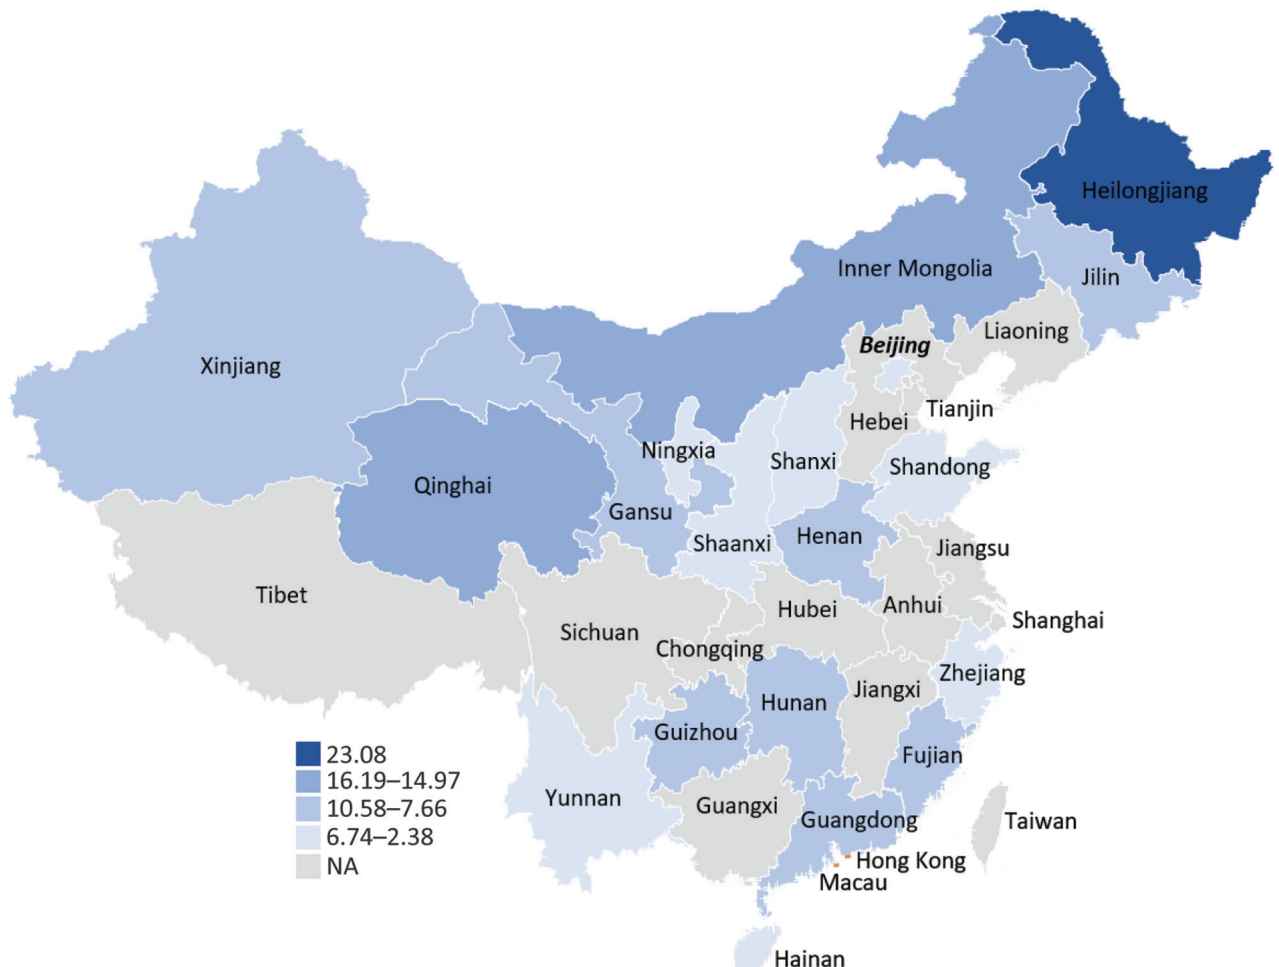 Heilongjiang
Inner Mongolia
Jilin
Liaoning
Beijing
Xinjiang
Tianjin
Hebei
Ningxia
Shanxi
Shandong
Qinghai
Gansu
Henan
Shaanxi
Jiangsu
Tibet
Anhui
Hubei
Shanghai
Sichuan
Chongqing
Zhejiang
Jiangxi
Hunan
Guizhou
Fujian
23.08
16.19–14.97
10.58–7.66
6.74–2.38
NA
Yunnan
Guangxi
Guangdong
Taiwan
Hong Kong
Macau
Hainan